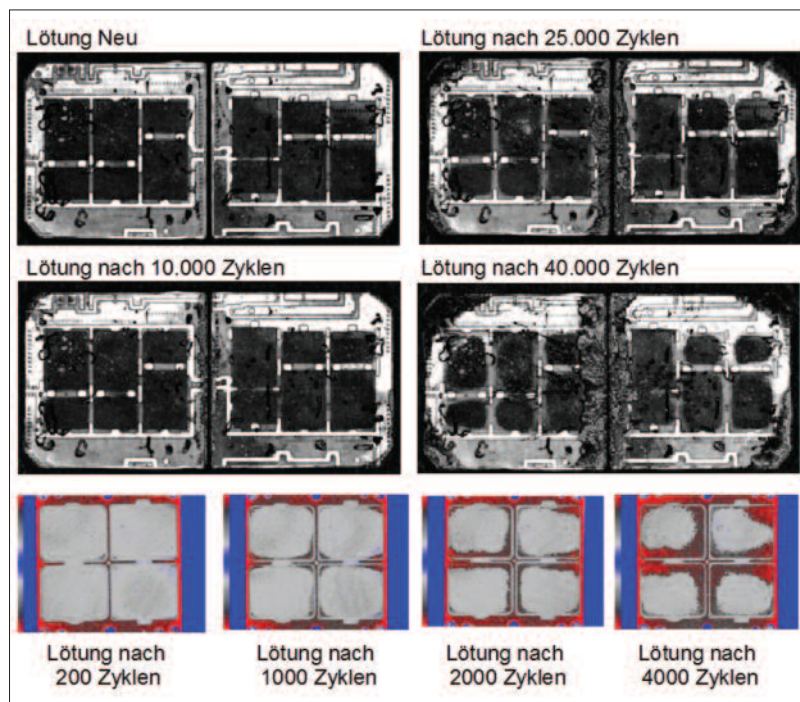 Lötung Neu
Lötung nach 25.000 Zyklen
Lötung nach 10.000 Zyklen
Lötung nach 40.000 Zyklen
Lötung nach
200 Zyklen
Lötung nach
1000 Zyklen
Lötung nach
2000 Zyklen
Lötung nach
4000 Zyklen